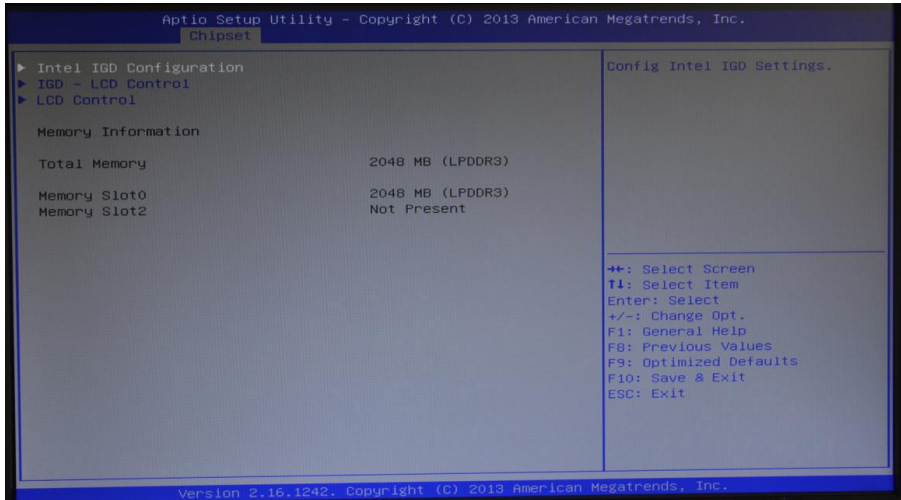 Aptio Setup Utility – Copyright (C) 2013 American Megatrends, Inc.
Chipset
► Intel IGD Configuration
► IGD - LCD Control
► LCD Control
Memory Information
Total Memory 2048 MB (LPDDR3)
Memory Slot0 2048 MB (LPDDR3)
Memory Slot2 Not Present
Config Intel IGD Settings.
→←: Select Screen
↑↓: Select Item
Enter: Select
+/-: Change Opt.
F1: General Help
F8: Previous Values
F9: Optimized Defaults
F10: Save & Exit
ESC: Exit
Version 2.16.1242. Copyright (C) 2013 American Megatrends, Inc.